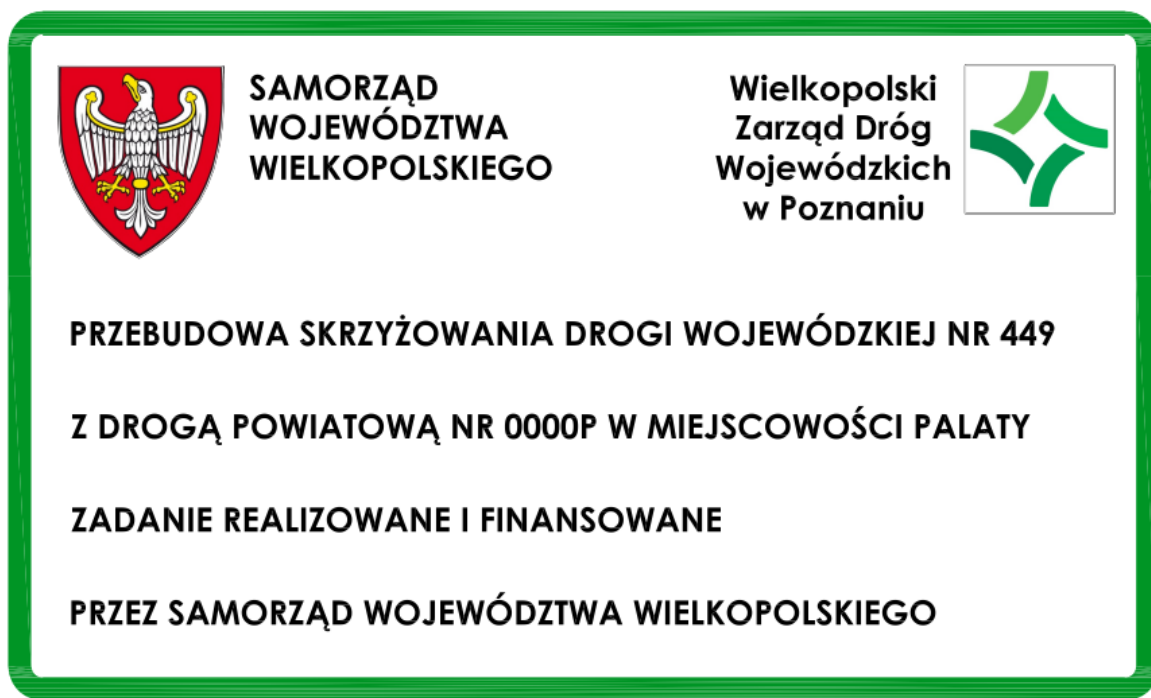 SAMORZĄD
WOJEWÓDZTWA
WIELKOPOLSKIEGO
Wielkopolski
Zarząd Dróg
Wojewódzkich
w Poznaniu
PRZEBUDOWA SKRZYŻOWANIA DROGI WOJEWÓDZKIEJ NR 449
Z DROGĄ POWIATOWĄ NR 0000P W MIEJSCOWOŚCI PALATY
ZADANIE REALIZOWANE I FINANSOWANE
PRZEZ SAMORZĄD WOJEWÓDZTWA WIELKOPOLSKIEGO